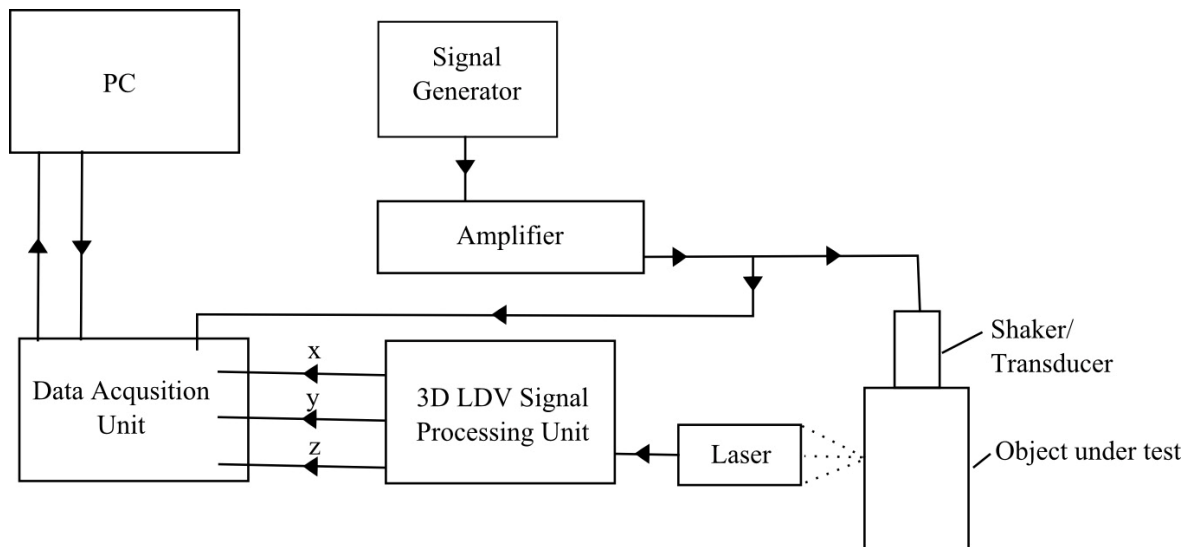 PC
Signal
Generator
Amplifier
Shaker/
Transducer
Data Acqusition
Unit
x
y
z
3D LDV Signal
Processing Unit
Laser
Object under test